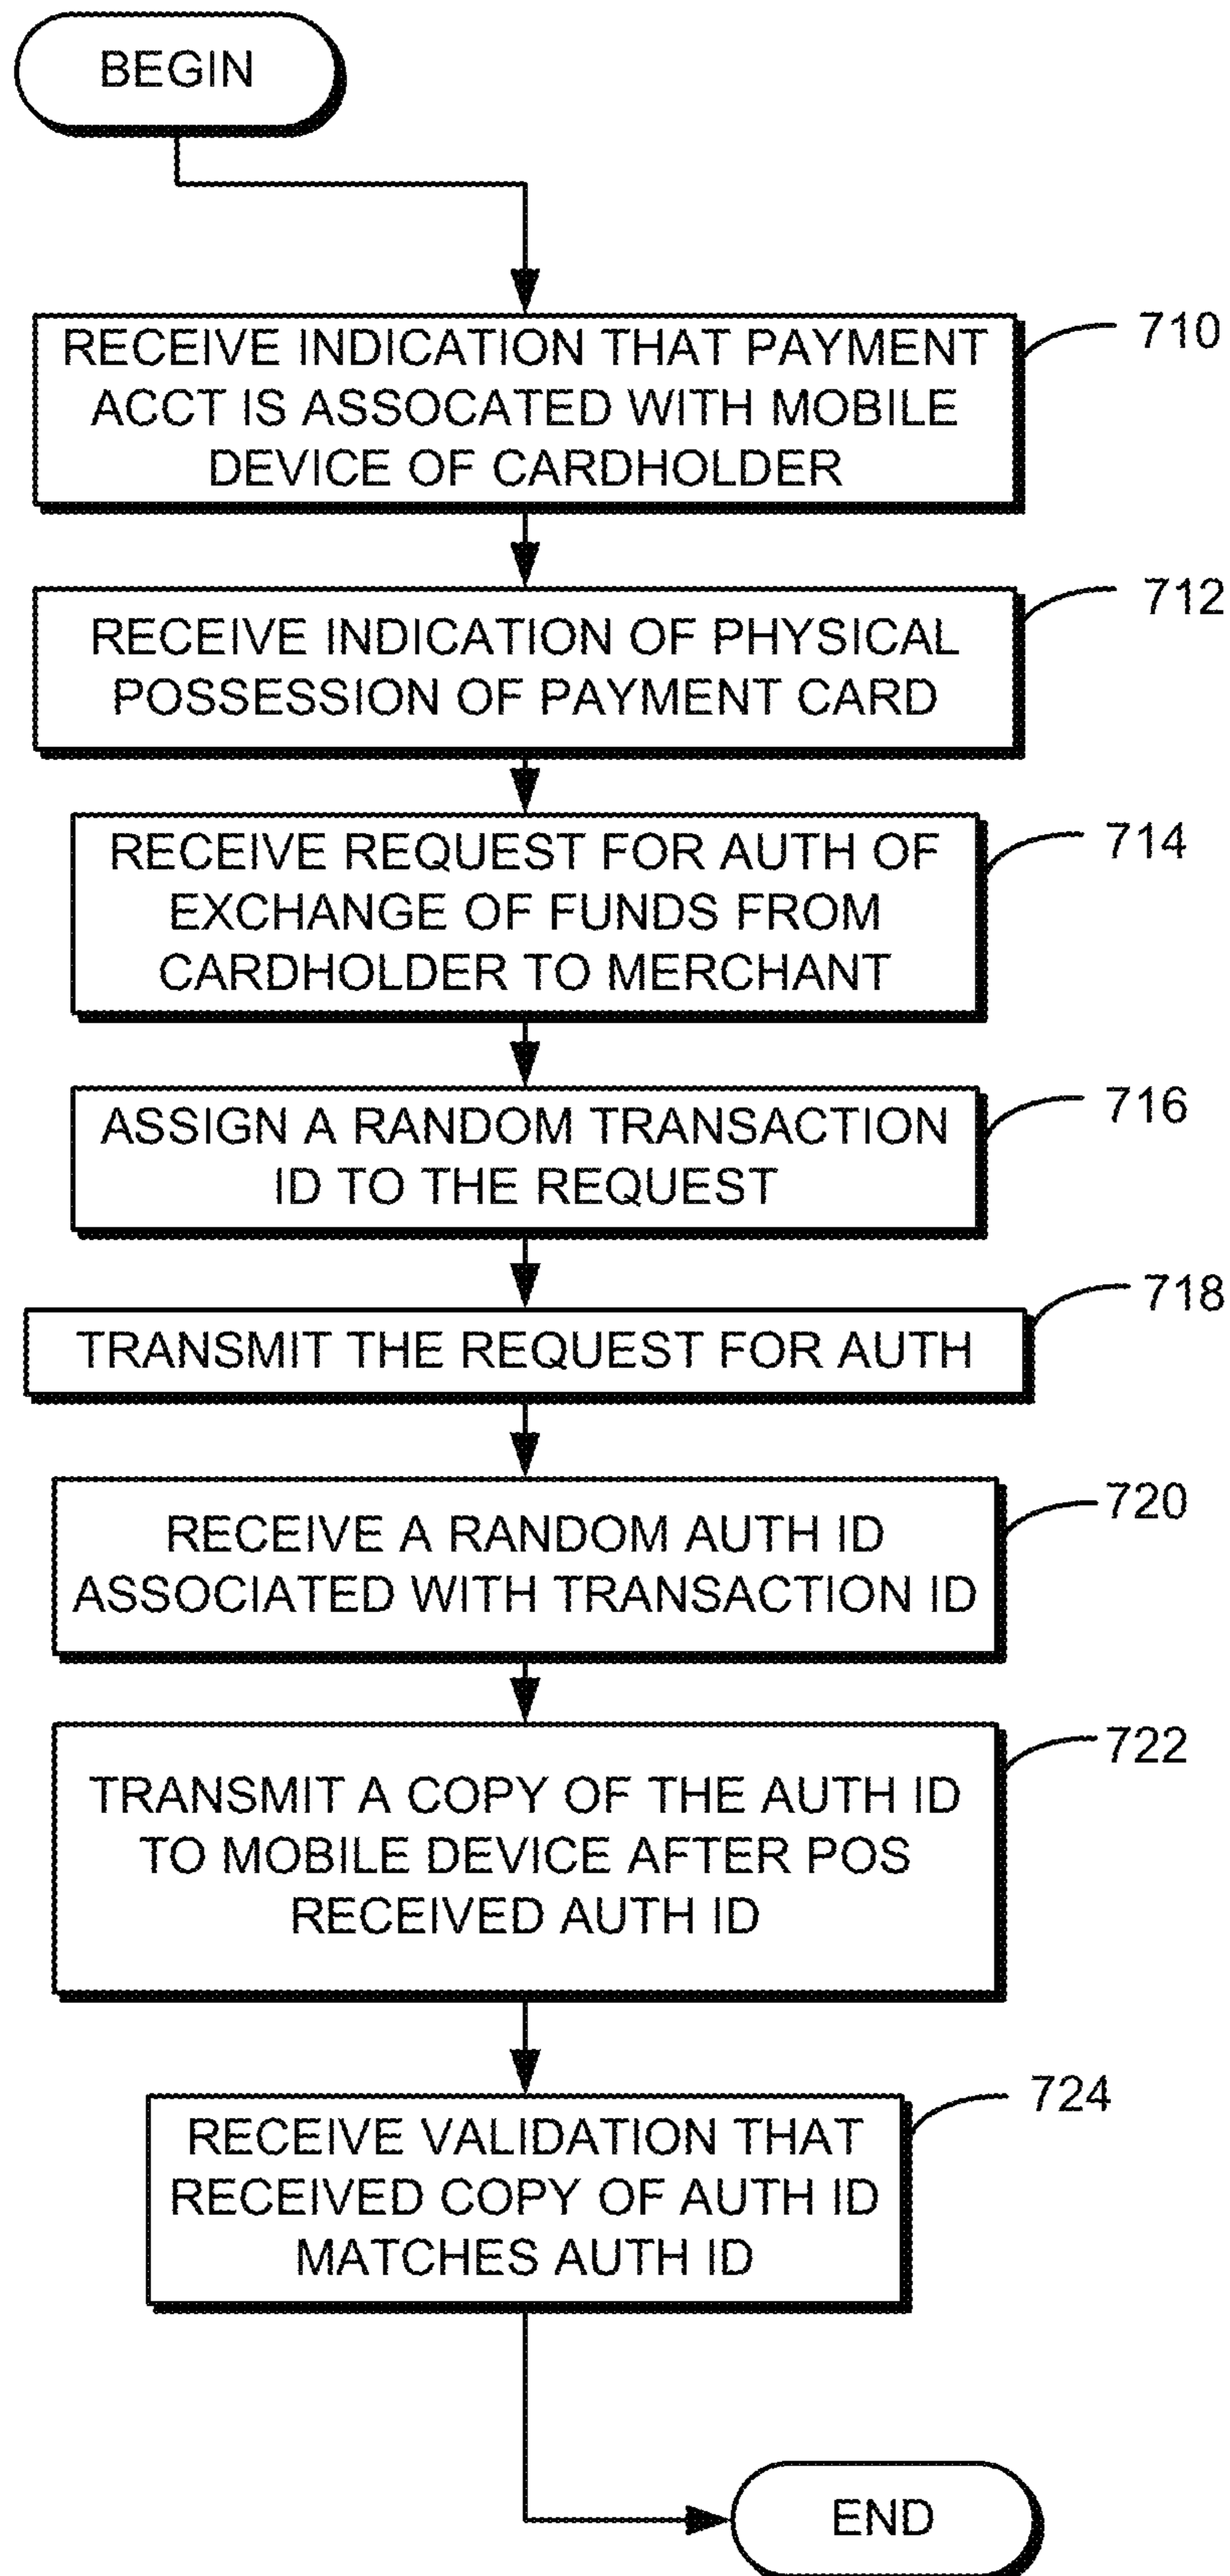 BEGIN
RECEIVE INDICATION THAT PAYMENT
ACCT IS ASSOCATED WITH MOBILE
DEVICE OF CARDHOLDER
710
RECEIVE INDICATION OF PHYSICAL
POSSESSION OF PAYMENT CARD
712
RECEIVE REQUEST FOR AUTH OF
EXCHANGE OF FUNDS FROM
CARDHOLDER TO MERCHANT
714
ASSIGN A RANDOM TRANSACTION
ID TO THE REQUEST
716
TRANSMIT THE REQUEST FOR AUTH
718
RECEIVE A RANDOM AUTH ID
ASSOCIATED WITH TRANSACTION ID
720
TRANSMIT A COPY OF THE AUTH ID
TO MOBILE DEVICE AFTER POS
RECEIVED AUTH ID
722
RECEIVE VALIDATION THAT
RECEIVED COPY OF AUTH ID
MATCHES AUTH ID
724
END